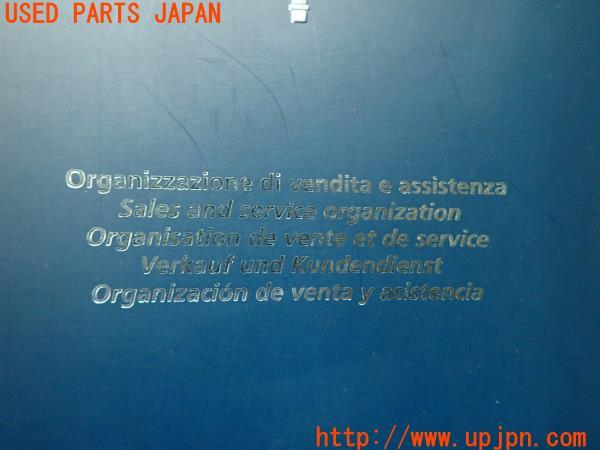 USED PARTS JAPAN
Organizzazione di vendita e assistenza
Sales and service organization
Organisation de vente et de service
Verkauf und Kundendienst
Organización de venta y asistencia
http://www.upjpn.com